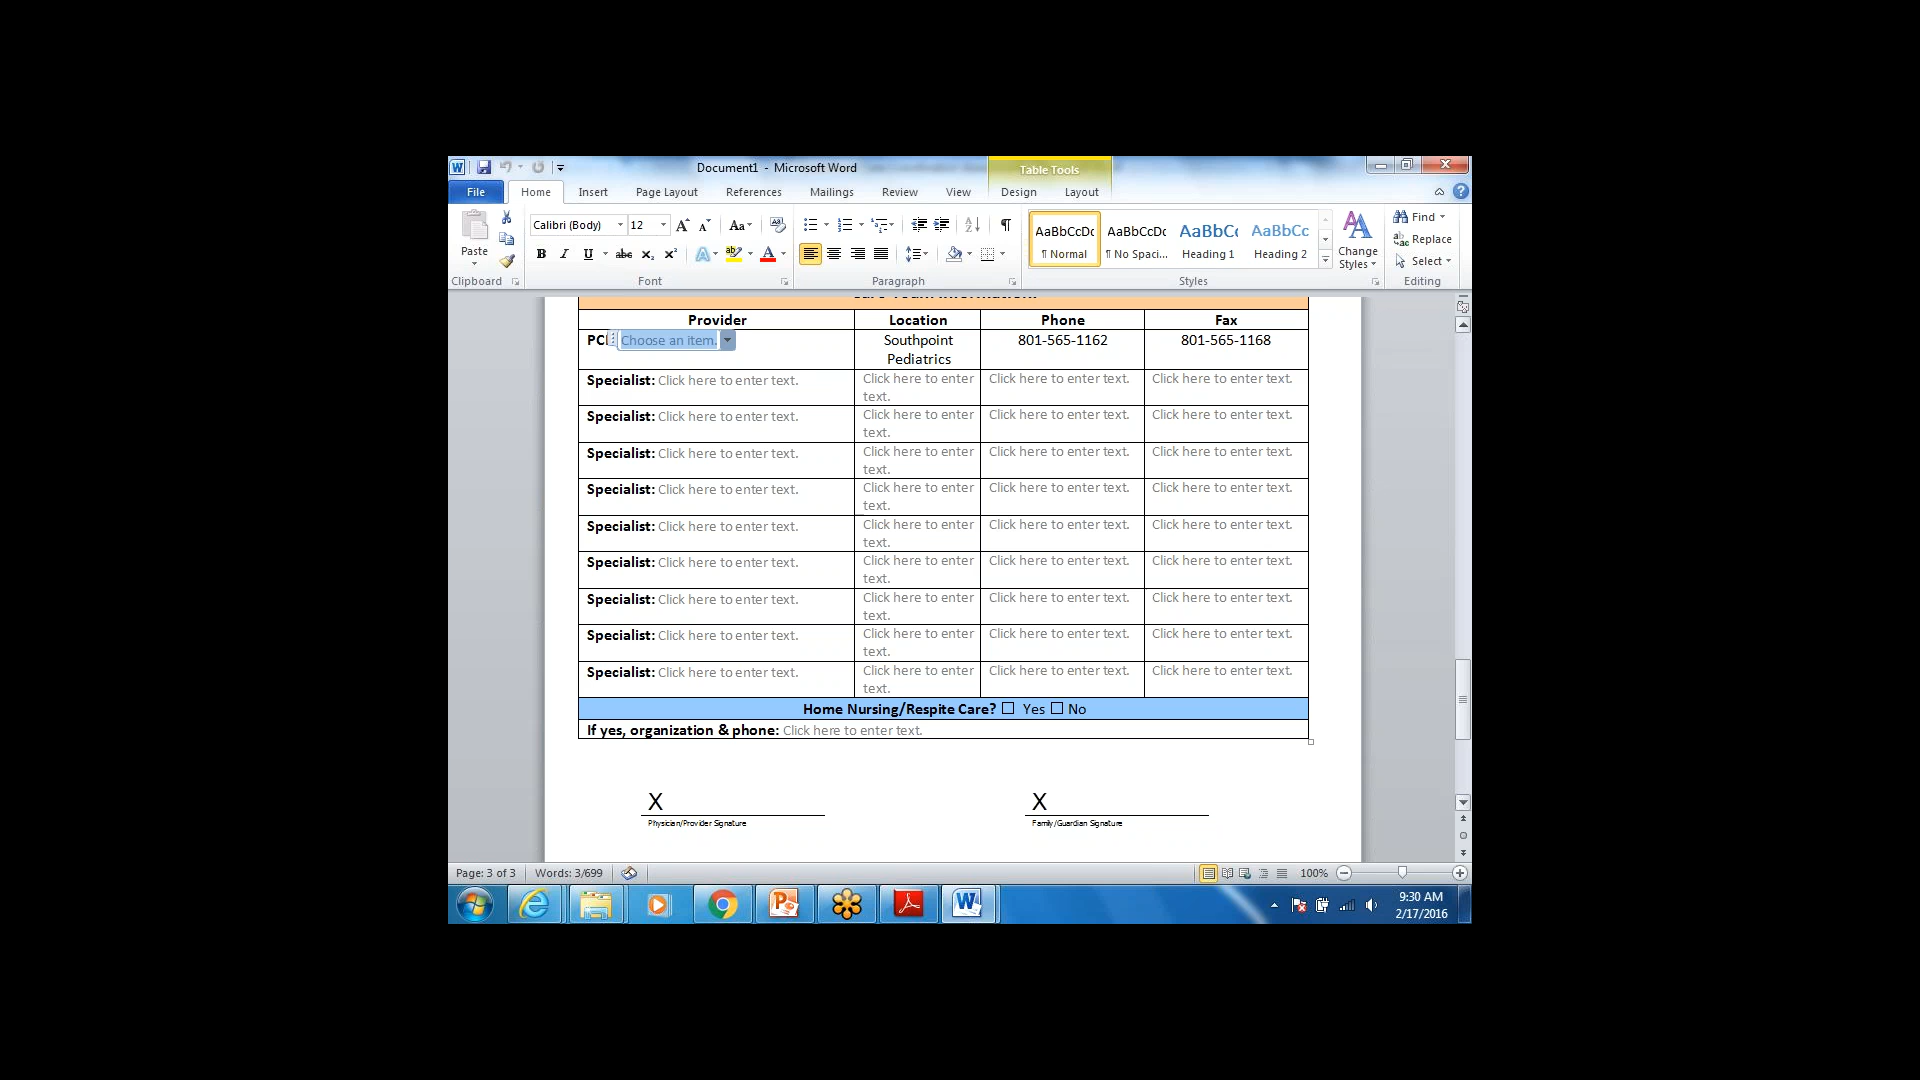 Document1 - Microsoft Word
Table Tools
File Home Insert Page Layout References Mailings Review View Design Layout
Calibri (Body) 12
Paste
AaBbCcDc AaBbCcDc AaBbCc AaBbCc
¶ Normal ¶ No Spaci... Heading 1 Heading 2
Change Styles
Find
Replace
Select
Clipboard Font Paragraph Styles Editing
Provider Location Phone Fax
Choose an item. Southpoint Pediatrics 801-565-1162 801-565-1168
Specialist: Click here to enter text. Click here to enter text. Click here to enter text. Click here to enter text.
Specialist: Click here to enter text. Click here to enter text. Click here to enter text. Click here to enter text.
Specialist: Click here to enter text. Click here to enter text. Click here to enter text. Click here to enter text.
Specialist: Click here to enter text. Click here to enter text. Click here to enter text. Click here to enter text.
Specialist: Click here to enter text. Click here to enter text. Click here to enter text. Click here to enter text.
Specialist: Click here to enter text. Click here to enter text. Click here to enter text. Click here to enter text.
Specialist: Click here to enter text. Click here to enter text. Click here to enter text. Click here to enter text.
Specialist: Click here to enter text. Click here to enter text. Click here to enter text. Click here to enter text.
Specialist: Click here to enter text. Click here to enter text. Click here to enter text. Click here to enter text.
Home Nursing/Respite Care? ☐ Yes ☐ No
If yes, organization & phone: Click here to enter text.
X X
Physician/Provider Signature Family/Guardian Signature
Page: 3 of 3 Words: 3/699 100%
9:30 AM
2/17/2016